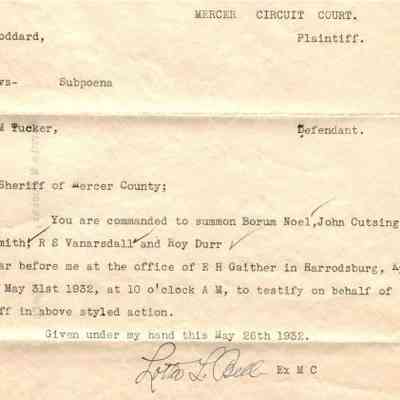 MERCER CIRCUIT COURT.
oddard, Plaintiff.
vs- Subpoena
M Tucker, Defendant.
Sheriff of Mercer County;
You are commanded to summon Borum Noel, John Cutsing
mith, R S Vanarsdall and Roy Durr
ar before me at the office of E H Gaither in Harrodsburg, Ky
May 31st 1932, at 10 o'clock A M, to testify on behalf of
ff in above styled action.
Given under my hand this May 26th 1932.
Lotta L. Bell Ex M C